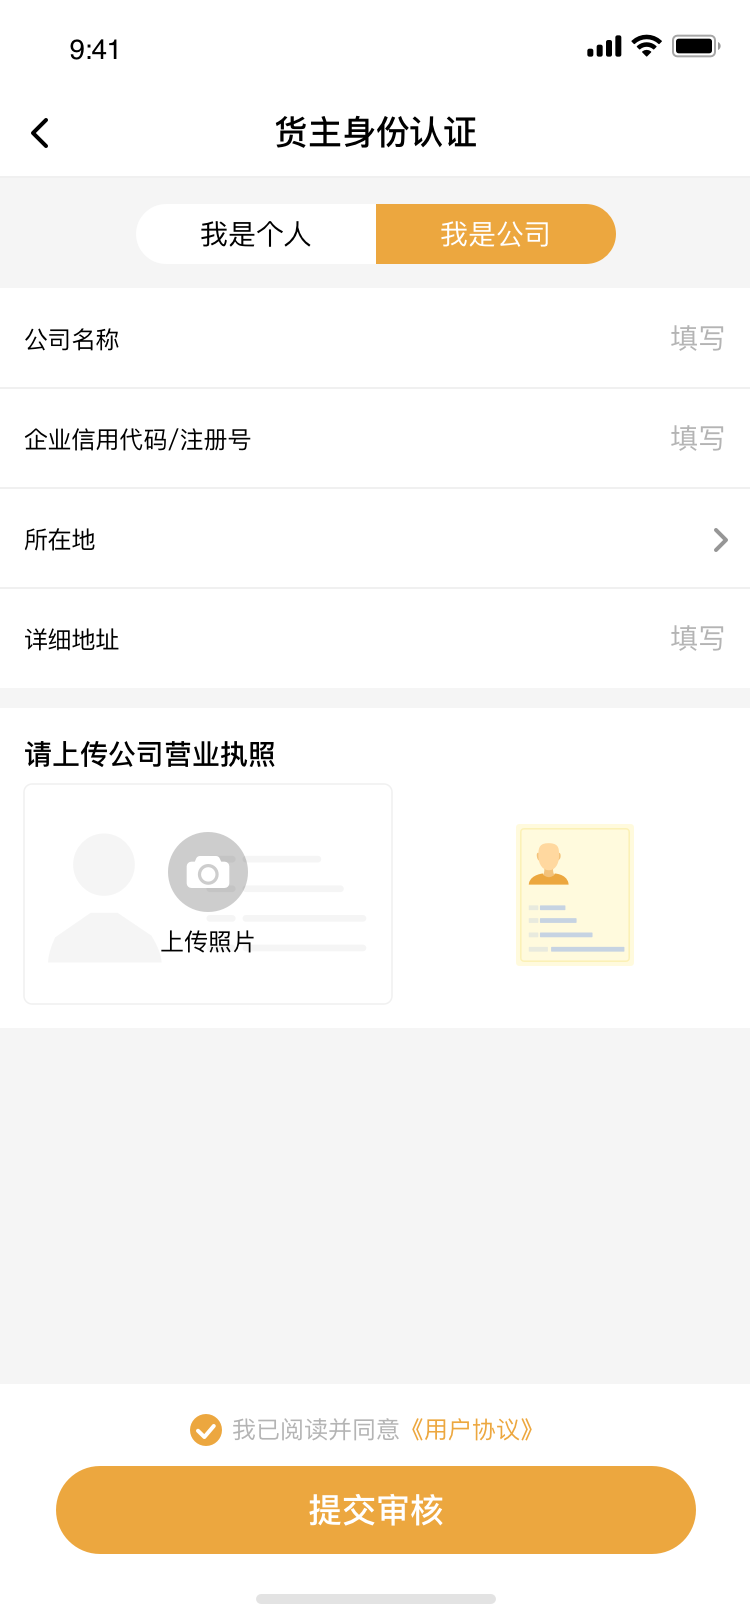 9:41
货主身份认证
我是个人 我是公司
公司名称 填写
企业信用代码/注册号 填写
所在地
详细地址 填写
请上传公司营业执照
上传照片
我已阅读并同意《用户协议》
提交审核